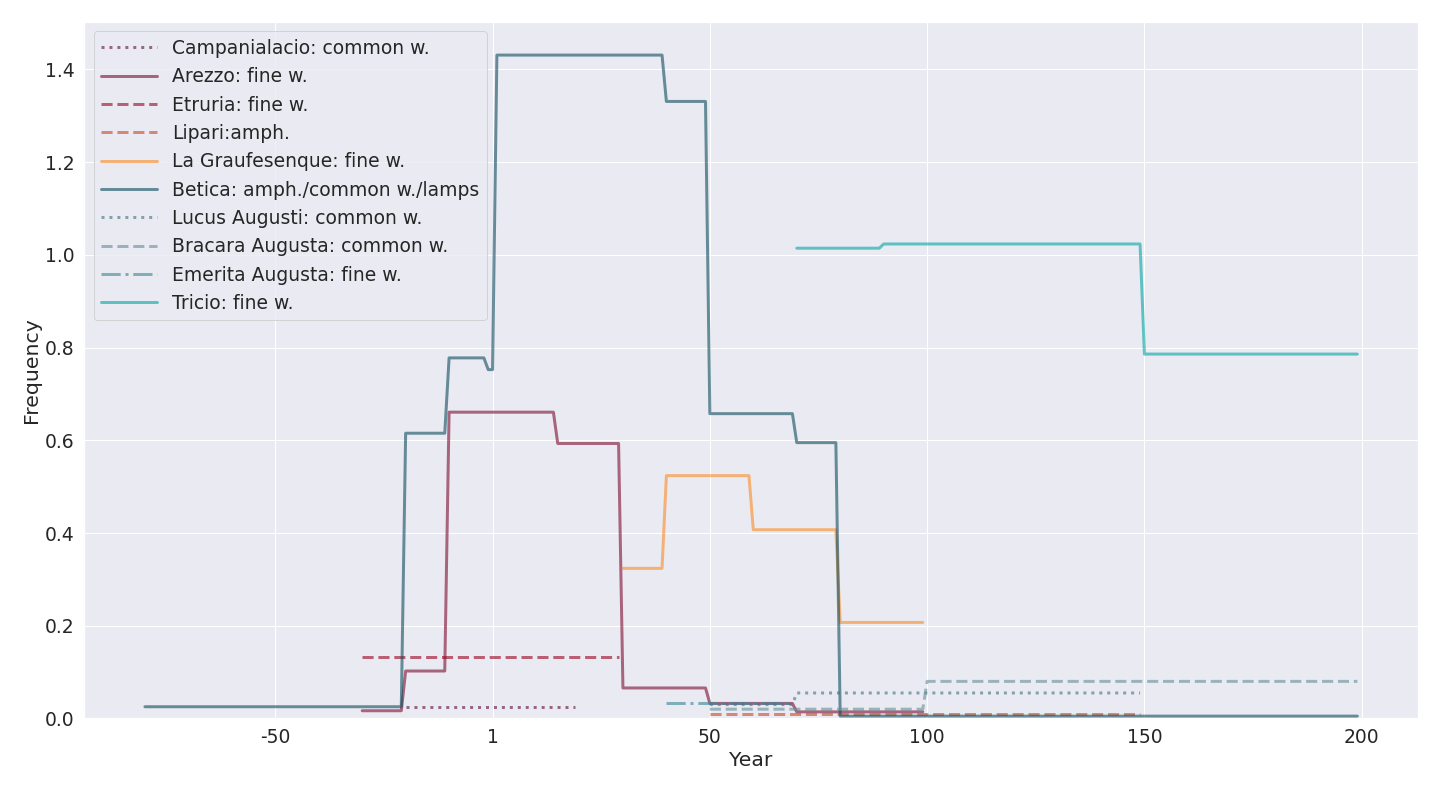 Campanialacio: common w.
Arezzo: fine w.
Etruria: fine w.
Lipari:amph.
La Graufesenque: fine w.
Betica: amph./common w./lamps
Lucus Augusti: common w.
Bracara Augusta: common w.
Emerita Augusta: fine w.
Tricio: fine w.
Frequency
1.4
1.2
1.0
0.8
0.6
0.4
0.2
0.0
-50 1 50 100 150 200
Year